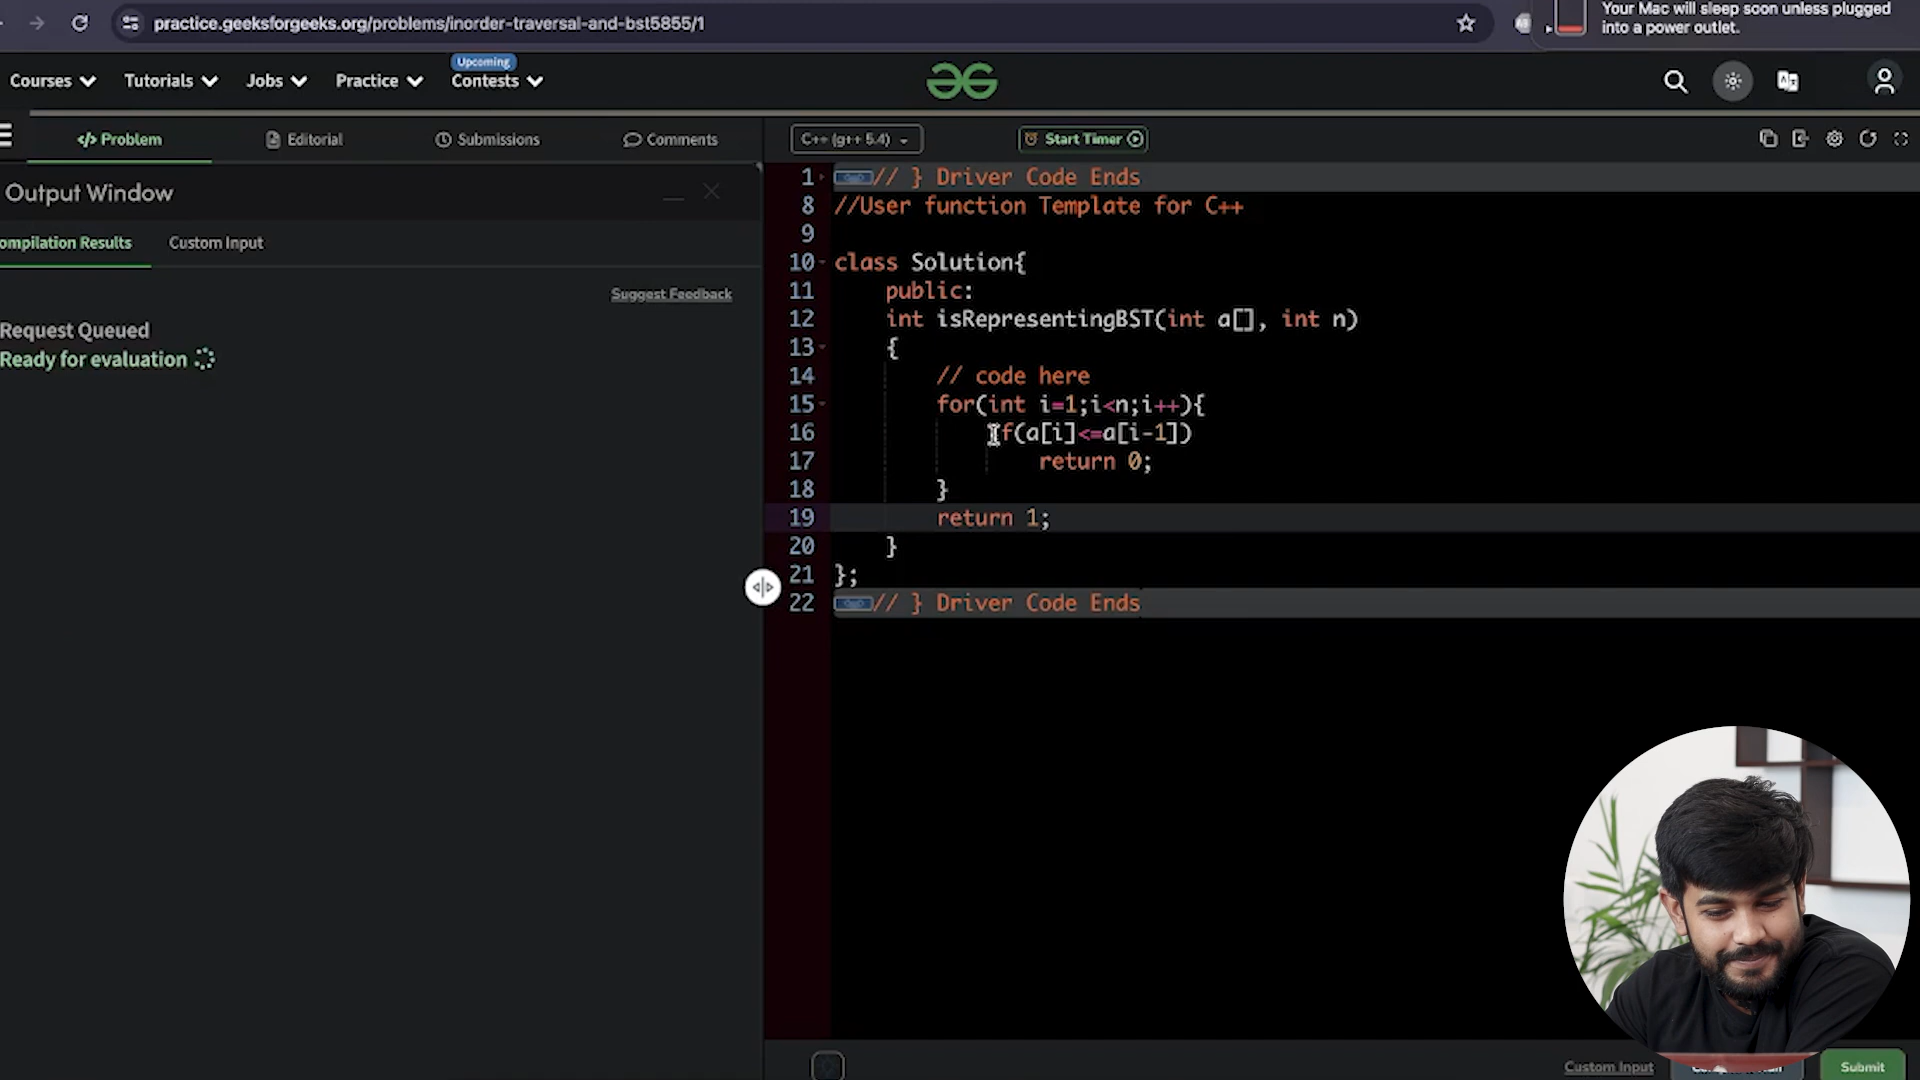 practice.geeksforgeeks.org/problems/inorder-traversal-and-bst5855/1
Your Mac will sleep soon unless plugged
into a power outlet.
Courses
Tutorials
Jobs
Practice
Upcoming
Contests
</> Problem
Editorial
Submissions
Comments
C++ (g++ 5.4)
Start Timer
Output Window
ompilation Results
Custom Input
Suggest Feedback
Request Queued
Ready for evaluation
1 // } Driver Code Ends
8 //User function Template for C++
9
10 class Solution{
11 public:
12 int isRepresentingBST(int a[], int n)
13 {
14 // code here
15 for(int i=1;i<n;i++){
16 if(a[i]<=a[i-1])
17 return 0;
18 }
19 return 1;
20 }
21 };
22 // } Driver Code Ends
Custom Input
Submit